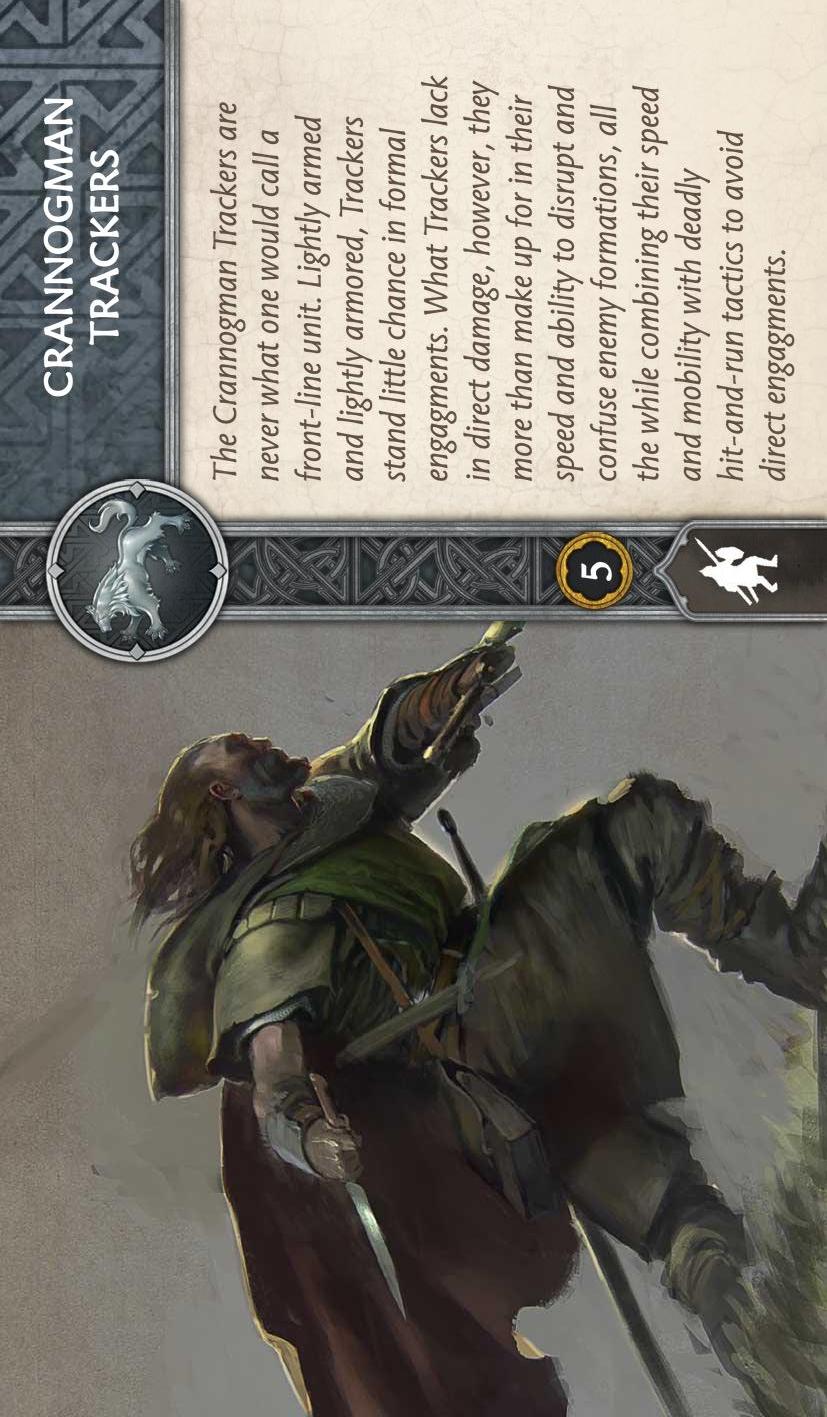 CRANNOGMAN
TRACKERS
The Crannogman Trackers are
never what one would call a
front-line unit. Lightly armed
and lightly armored, Trackers
stand little chance in formal
engagments. What Trackers lack
in direct damage, however, they
more than make up for in their
speed and ability to disrupt and
confuse enemy formations, all
the while combining their speed
and mobility with deadly
hit-and-run tactics to avoid
direct engagments.
5